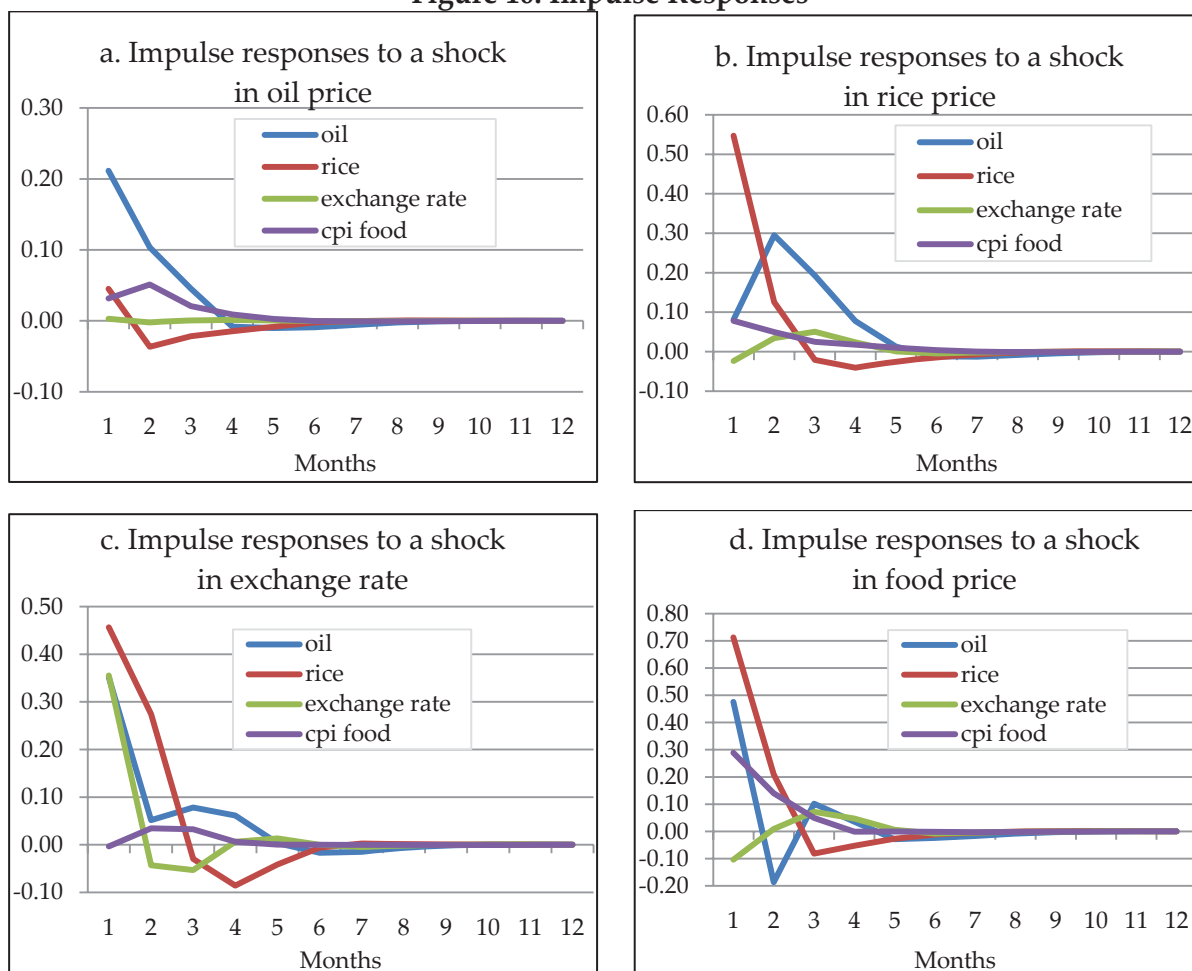 Figure 10. Impulse Responses
a. Impulse responses to a shock
in oil price
0.30
0.20
0.10
0.00
-0.10
oil
rice
exchange rate
cpi food
1 2 3 4 5 6 7 8 9 10 11 12
Months
b. Impulse responses to a shock
in rice price
0.60
0.50
0.40
0.30
0.20
0.10
0.00
-0.10
oil
rice
exchange rate
cpi food
1 2 3 4 5 6 7 8 9 10 11 12
Months
c. Impulse responses to a shock
in exchange rate
0.50
0.40
0.30
0.20
0.10
0.00
-0.10
oil
rice
exchange rate
cpi food
1 2 3 4 5 6 7 8 9 10 11 12
Months
d. Impulse responses to a shock
in food price
0.80
0.70
0.60
0.50
0.40
0.30
0.20
0.10
0.00
-0.10
-0.20
oil
rice
exchange rate
cpi food
1 2 3 4 5 6 7 8 9 10 11 12
Months